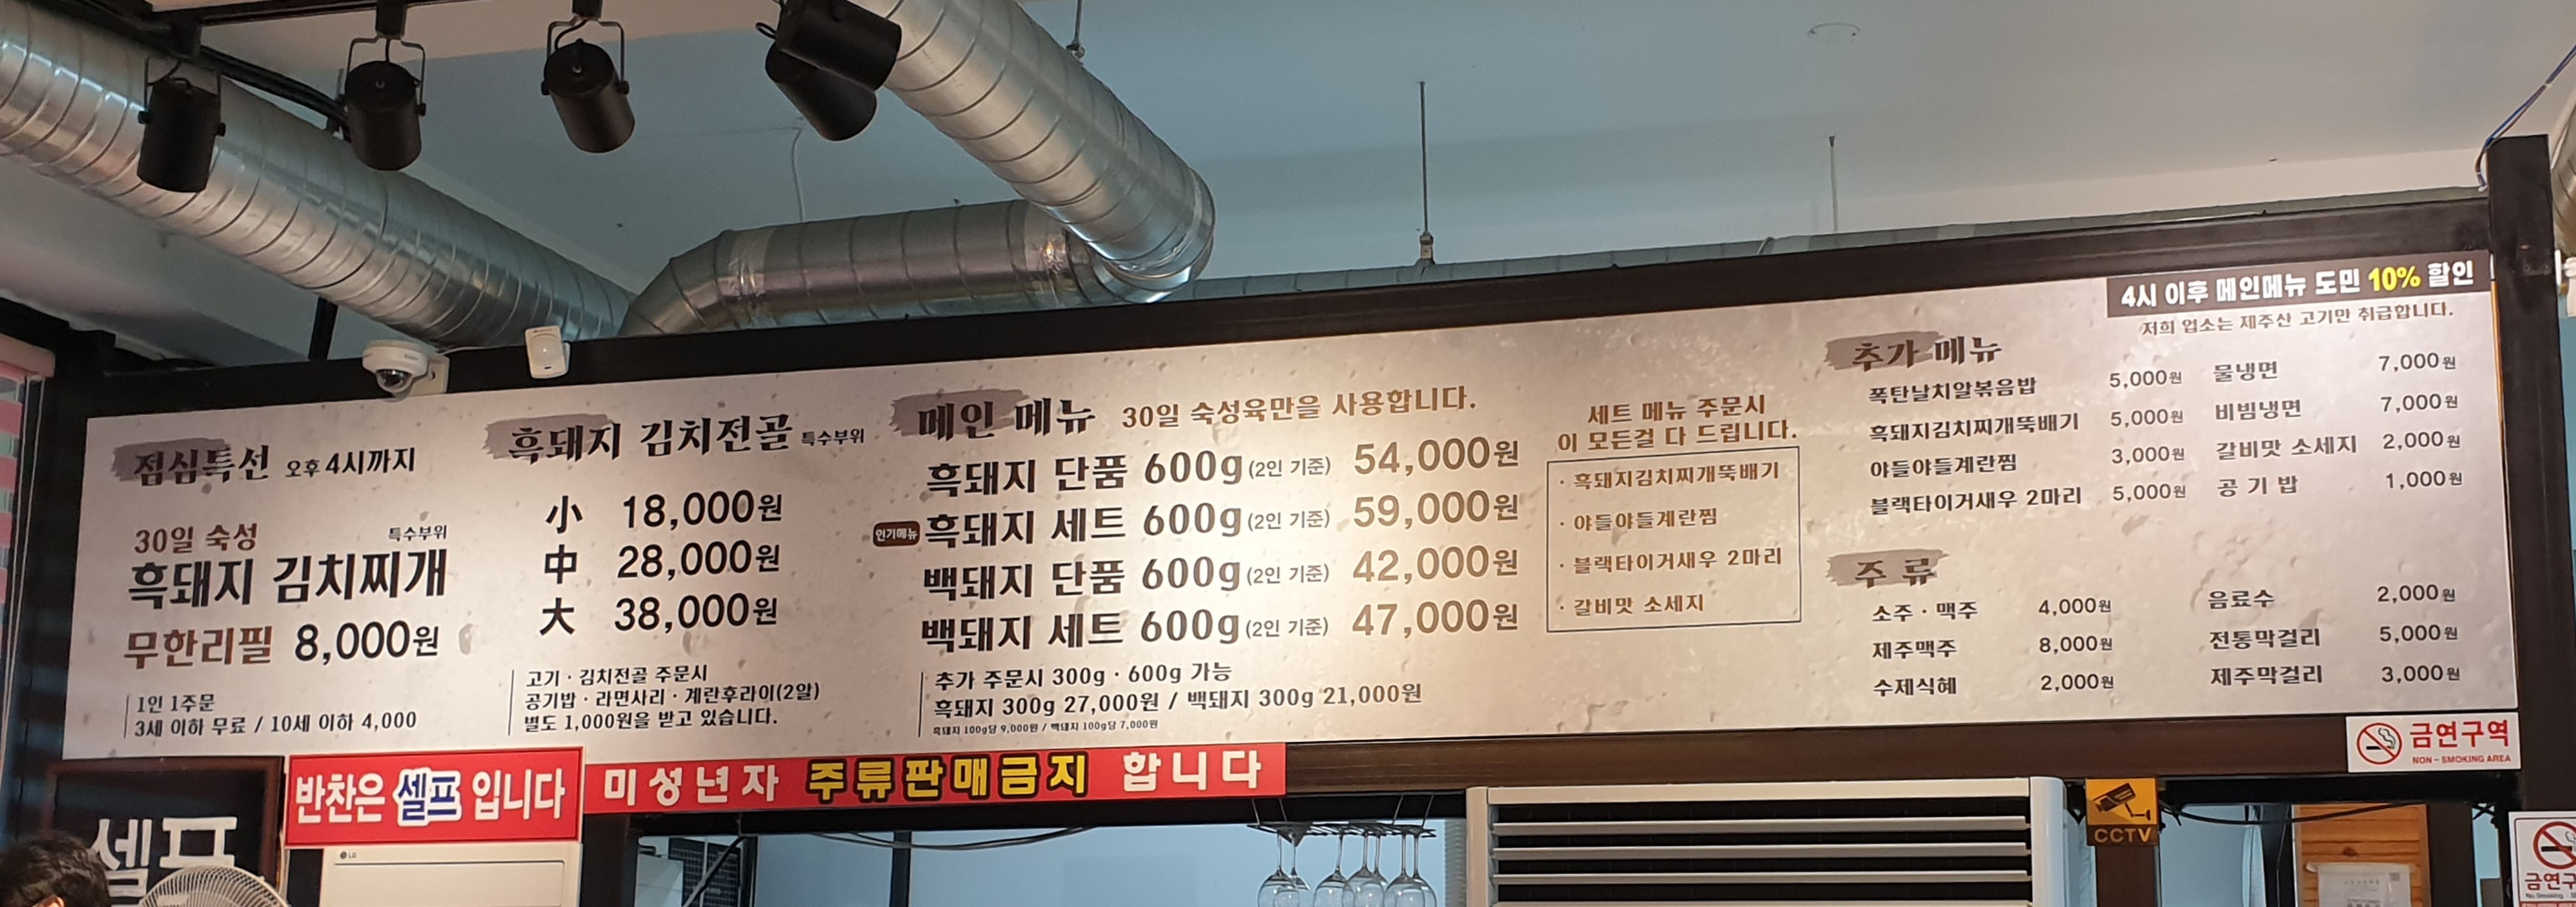 점심특선 오후 4시까지
30일 숙성 특수부위
흑돼지 김치찌개
무한리필 8,000원
1인 1주문
3세 이하 무료 / 10세 이하 4,000
흑돼지 김치전골 특수부위
小 18,000원
中 28,000원
大 38,000원
고기 · 김치전골 주문시
공기밥 · 라면사리 · 계란후라이(2알)
별도 1,000원을 받고 있습니다.
메인 메뉴 30일 숙성육만을 사용합니다.
흑돼지 단품 600g(2인 기준) 54,000원
인기메뉴 흑돼지 세트 600g(2인 기준) 59,000원
백돼지 단품 600g(2인 기준) 42,000원
백돼지 세트 600g(2인 기준) 47,000원
추가 주문시 300g · 600g 가능
흑돼지 300g 27,000원 / 백돼지 300g 21,000원
흑돼지 100g당 9,000원 / 백돼지 100g당 7,000원
세트 메뉴 주문시
이 모든걸 다 드립니다.
· 흑돼지김치찌개뚝배기
· 야들야들계란찜
· 블랙타이거새우 2마리
· 갈비맛 소세지
4시 이후 메인메뉴 도민 10% 할인
저희 업소는 제주산 고기만 취급합니다.
추가 메뉴
폭탄날치알볶음밥 5,000원 물냉면 7,000원
흑돼지김치찌개뚝배기 5,000원 비빔냉면 7,000원
야들야들계란찜 3,000원 갈비맛 소세지 2,000원
블랙타이거새우 2마리 5,000원 공기밥 1,000원
주류
소주 · 맥주 4,000원 음료수 2,000원
제주맥주 8,000원 전통막걸리 5,000원
수제식혜 2,000원 제주막걸리 3,000원
반찬은 셀프 입니다
미성년자 주류판매금지 합니다
금연구역
NON-SMOKING AREA
셀프
LG
CCTV
금연구